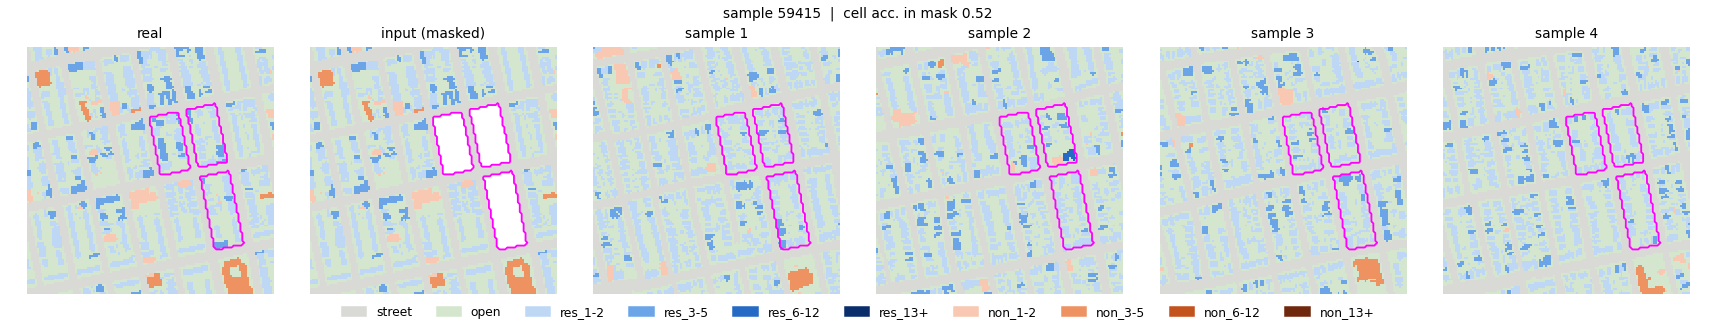 sample 59415  |  cell acc. in mask 0.52
real
input (masked)
sample 1
sample 2
sample 3
sample 4
street
open
res_1-2
res_3-5
res_6-12
res_13+
non_1-2
non_3-5
non_6-12
non_13+